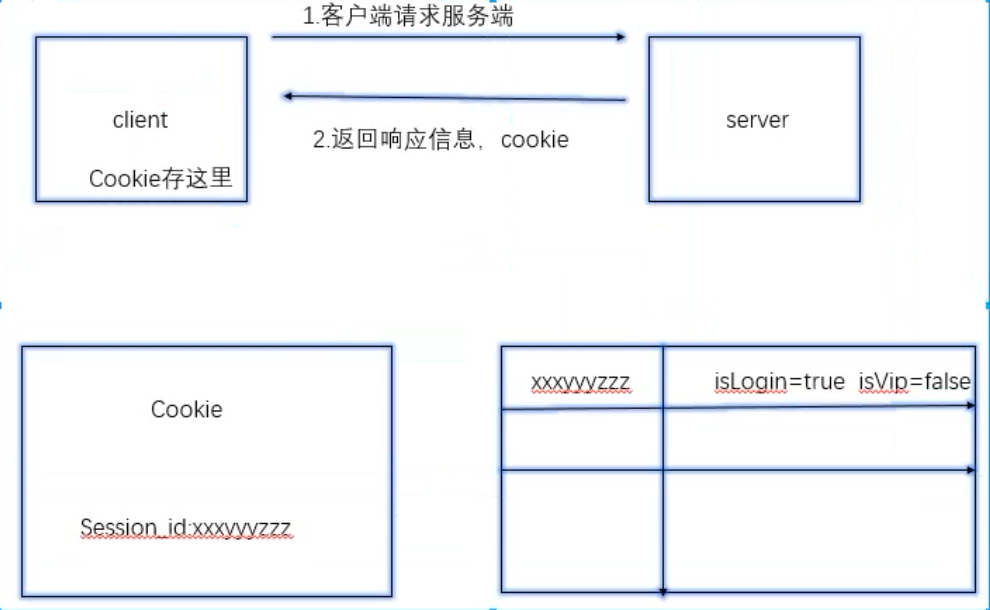 1.客户端请求服务端
client
server
2.返回响应信息，cookie
Cookie存这里
xxxyyyzzz
isLogin=true isVip=false
Cookie
Session_id:xxxyyyzzz